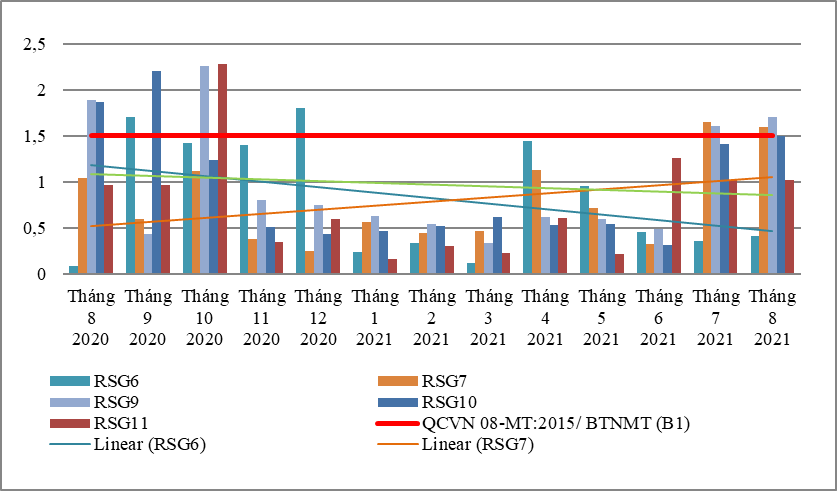 2,5
2
1,5
1
0,5
0
Tháng Tháng Tháng Tháng Tháng Tháng Tháng Tháng Tháng Tháng Tháng Tháng Tháng
8 9 10 11 12 1 2 3 4 5 6 7 8
2020 2020 2020 2020 2020 2021 2021 2021 2021 2021 2021 2021 2021
RSG6 RSG7
RSG9 RSG10
RSG11 QCVN 08-MT:2015/ BTNMT (B1)
Linear (RSG6) Linear (RSG7)